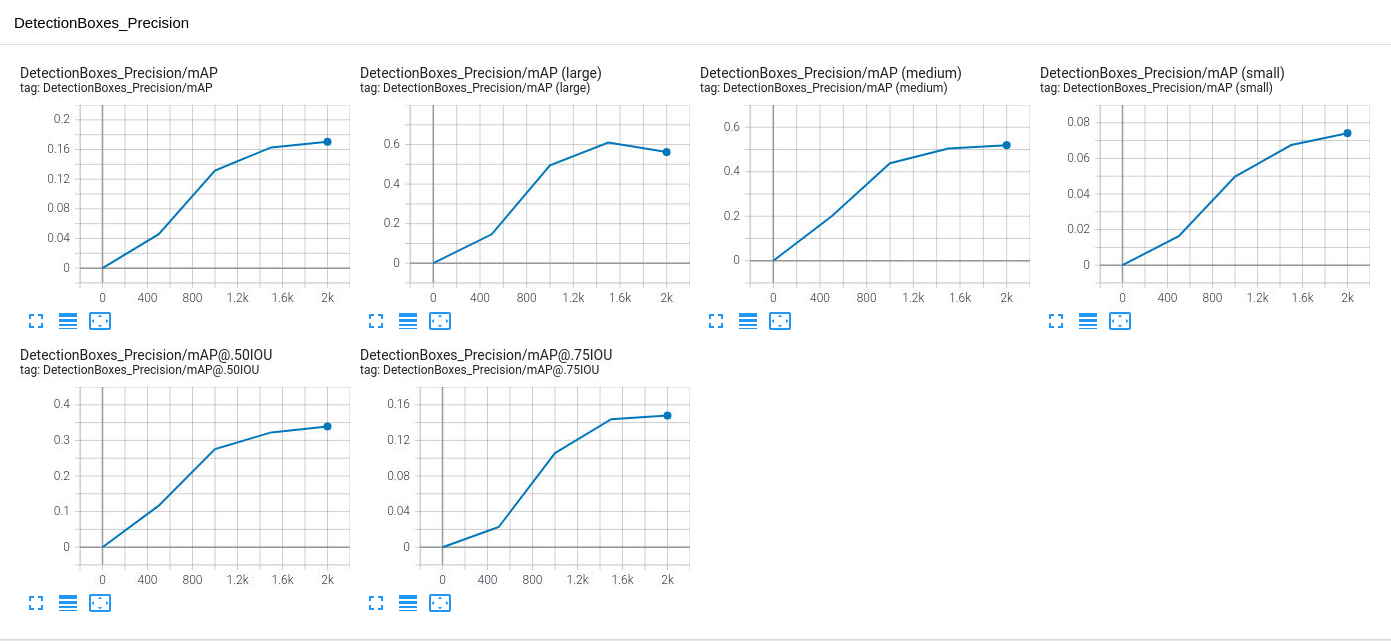 DetectionBoxes_Precision
DetectionBoxes_Precision/mAP
tag: DetectionBoxes_Precision/mAP
0.2
0.16
0.12
0.08
0.04
0
0 400 800 1.2k 1.6k 2k
DetectionBoxes_Precision/mAP (large)
tag: DetectionBoxes_Precision/mAP (large)
0.6
0.4
0.2
0
0 400 800 1.2k 1.6k 2k
DetectionBoxes_Precision/mAP (medium)
tag: DetectionBoxes_Precision/mAP (medium)
0.6
0.4
0.2
0
0 400 800 1.2k 1.6k 2k
DetectionBoxes_Precision/mAP (small)
tag: DetectionBoxes_Precision/mAP (small)
0.08
0.06
0.04
0.02
0
0 400 800 1.2k 1.6k 2k
DetectionBoxes_Precision/mAP@.50IOU
tag: DetectionBoxes_Precision/mAP@.50IOU
0.4
0.3
0.2
0.1
0
0 400 800 1.2k 1.6k 2k
DetectionBoxes_Precision/mAP@.75IOU
tag: DetectionBoxes_Precision/mAP@.75IOU
0.16
0.12
0.08
0.04
0
0 400 800 1.2k 1.6k 2k